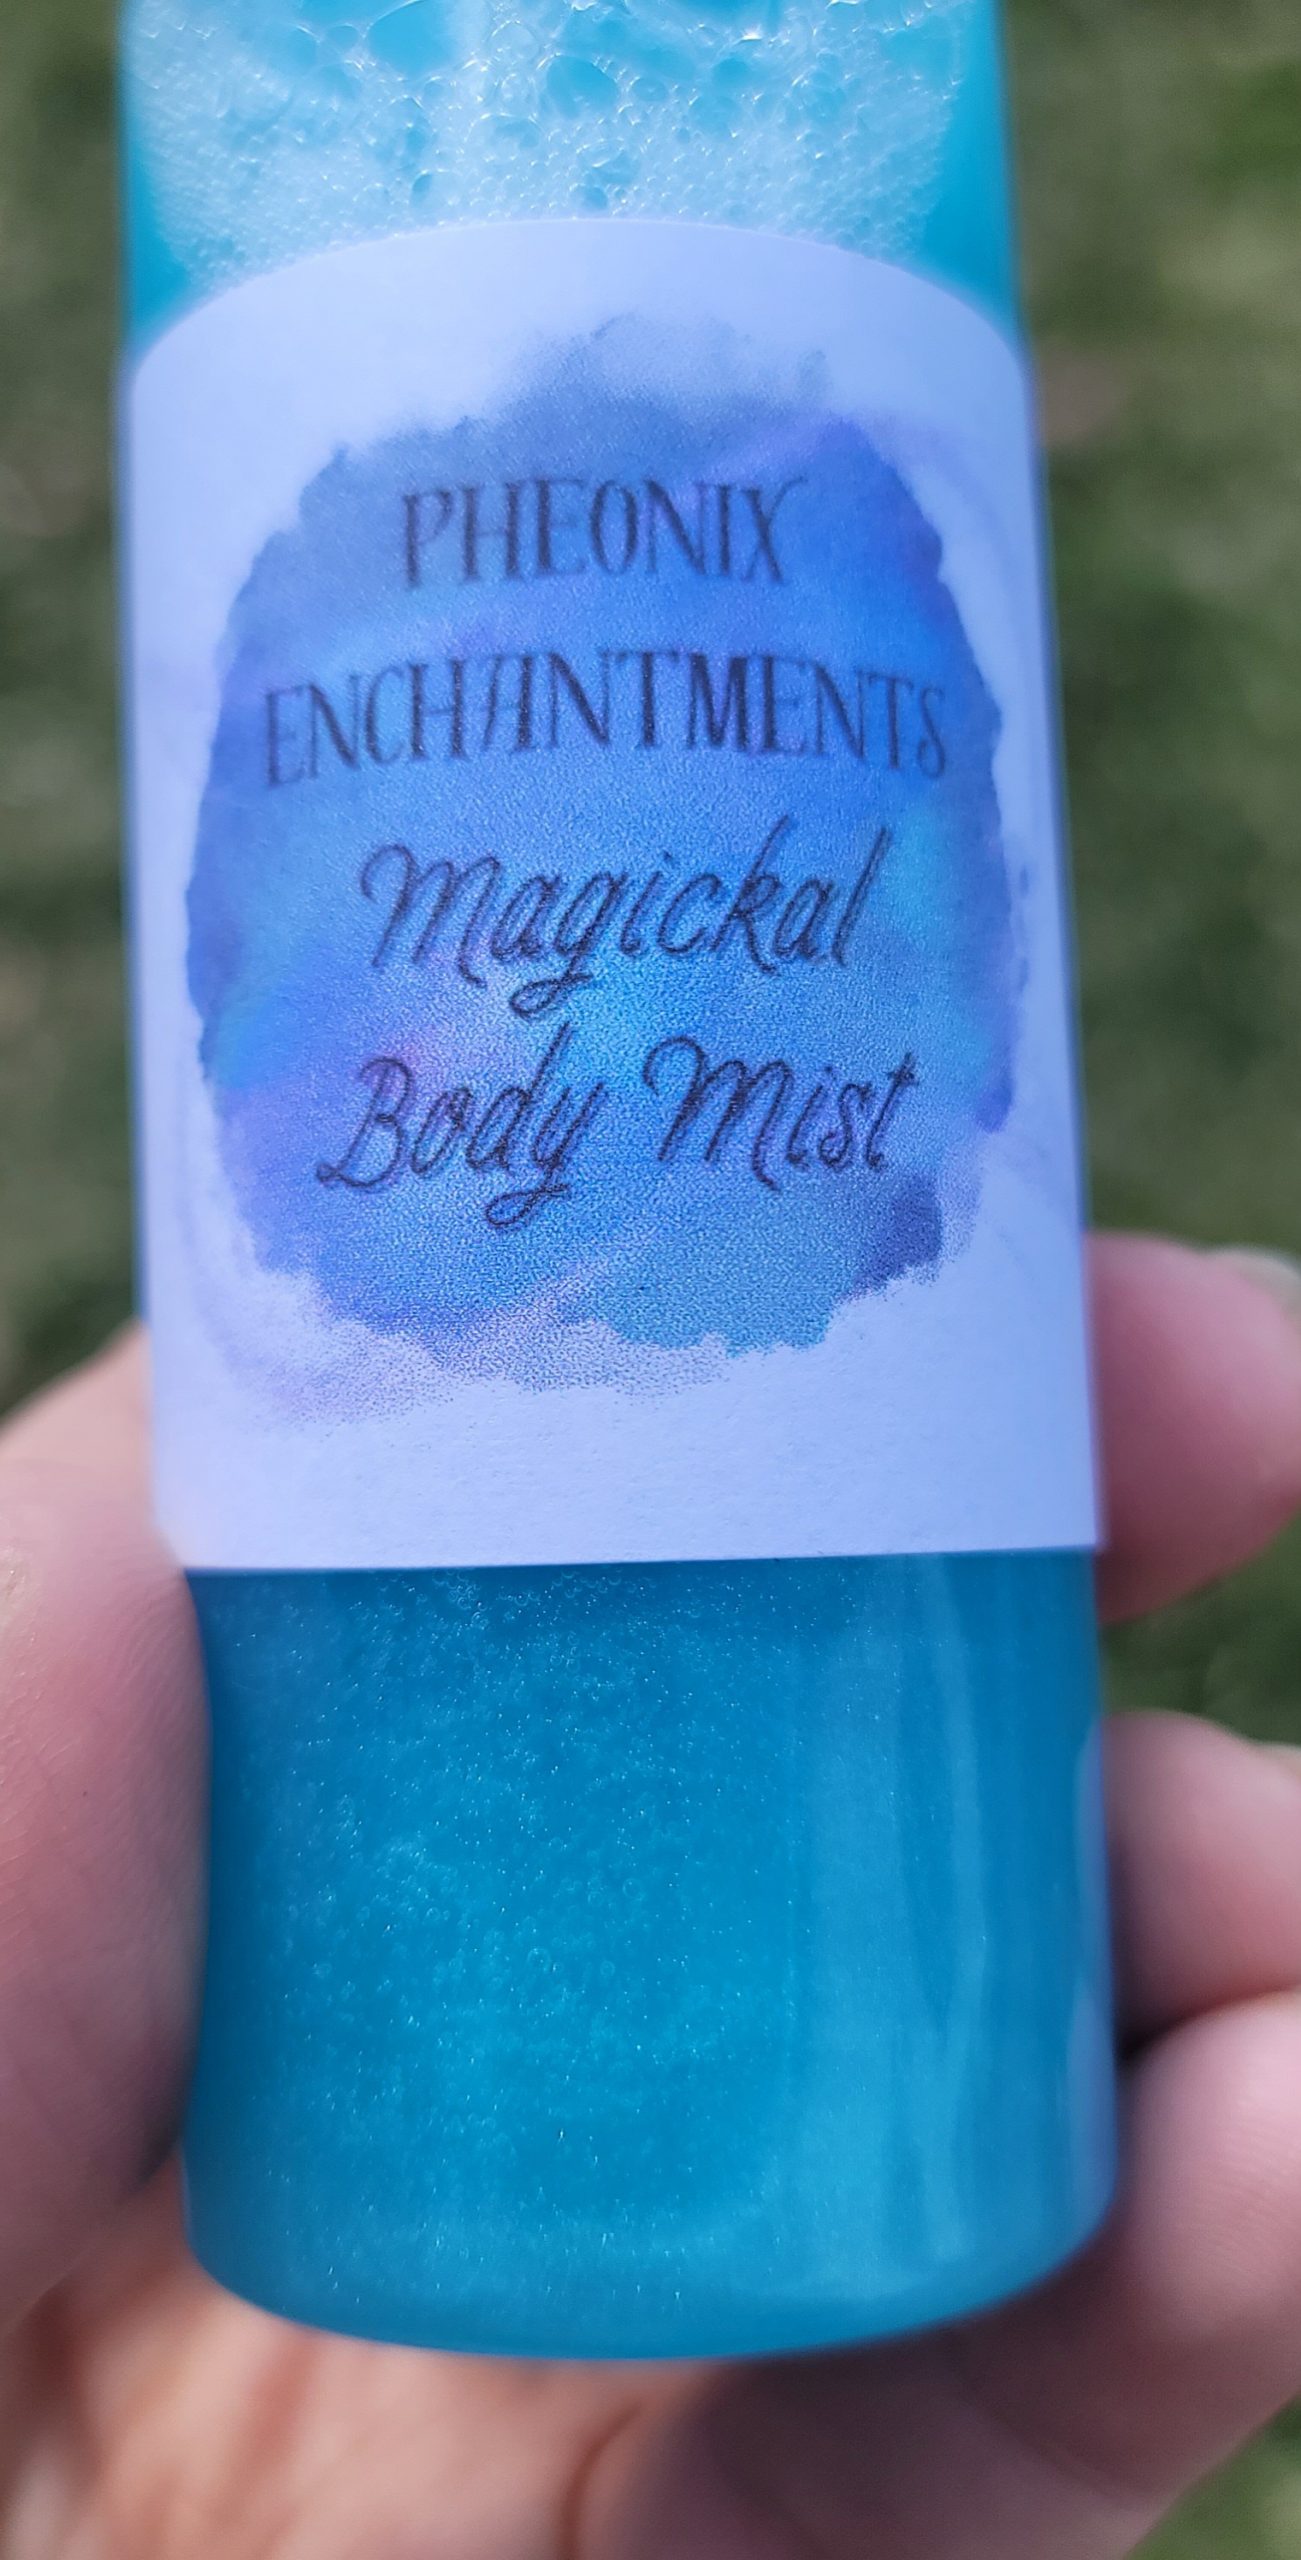 PHEONIX
ENCHANTMENTS
Magickal
Body Mist